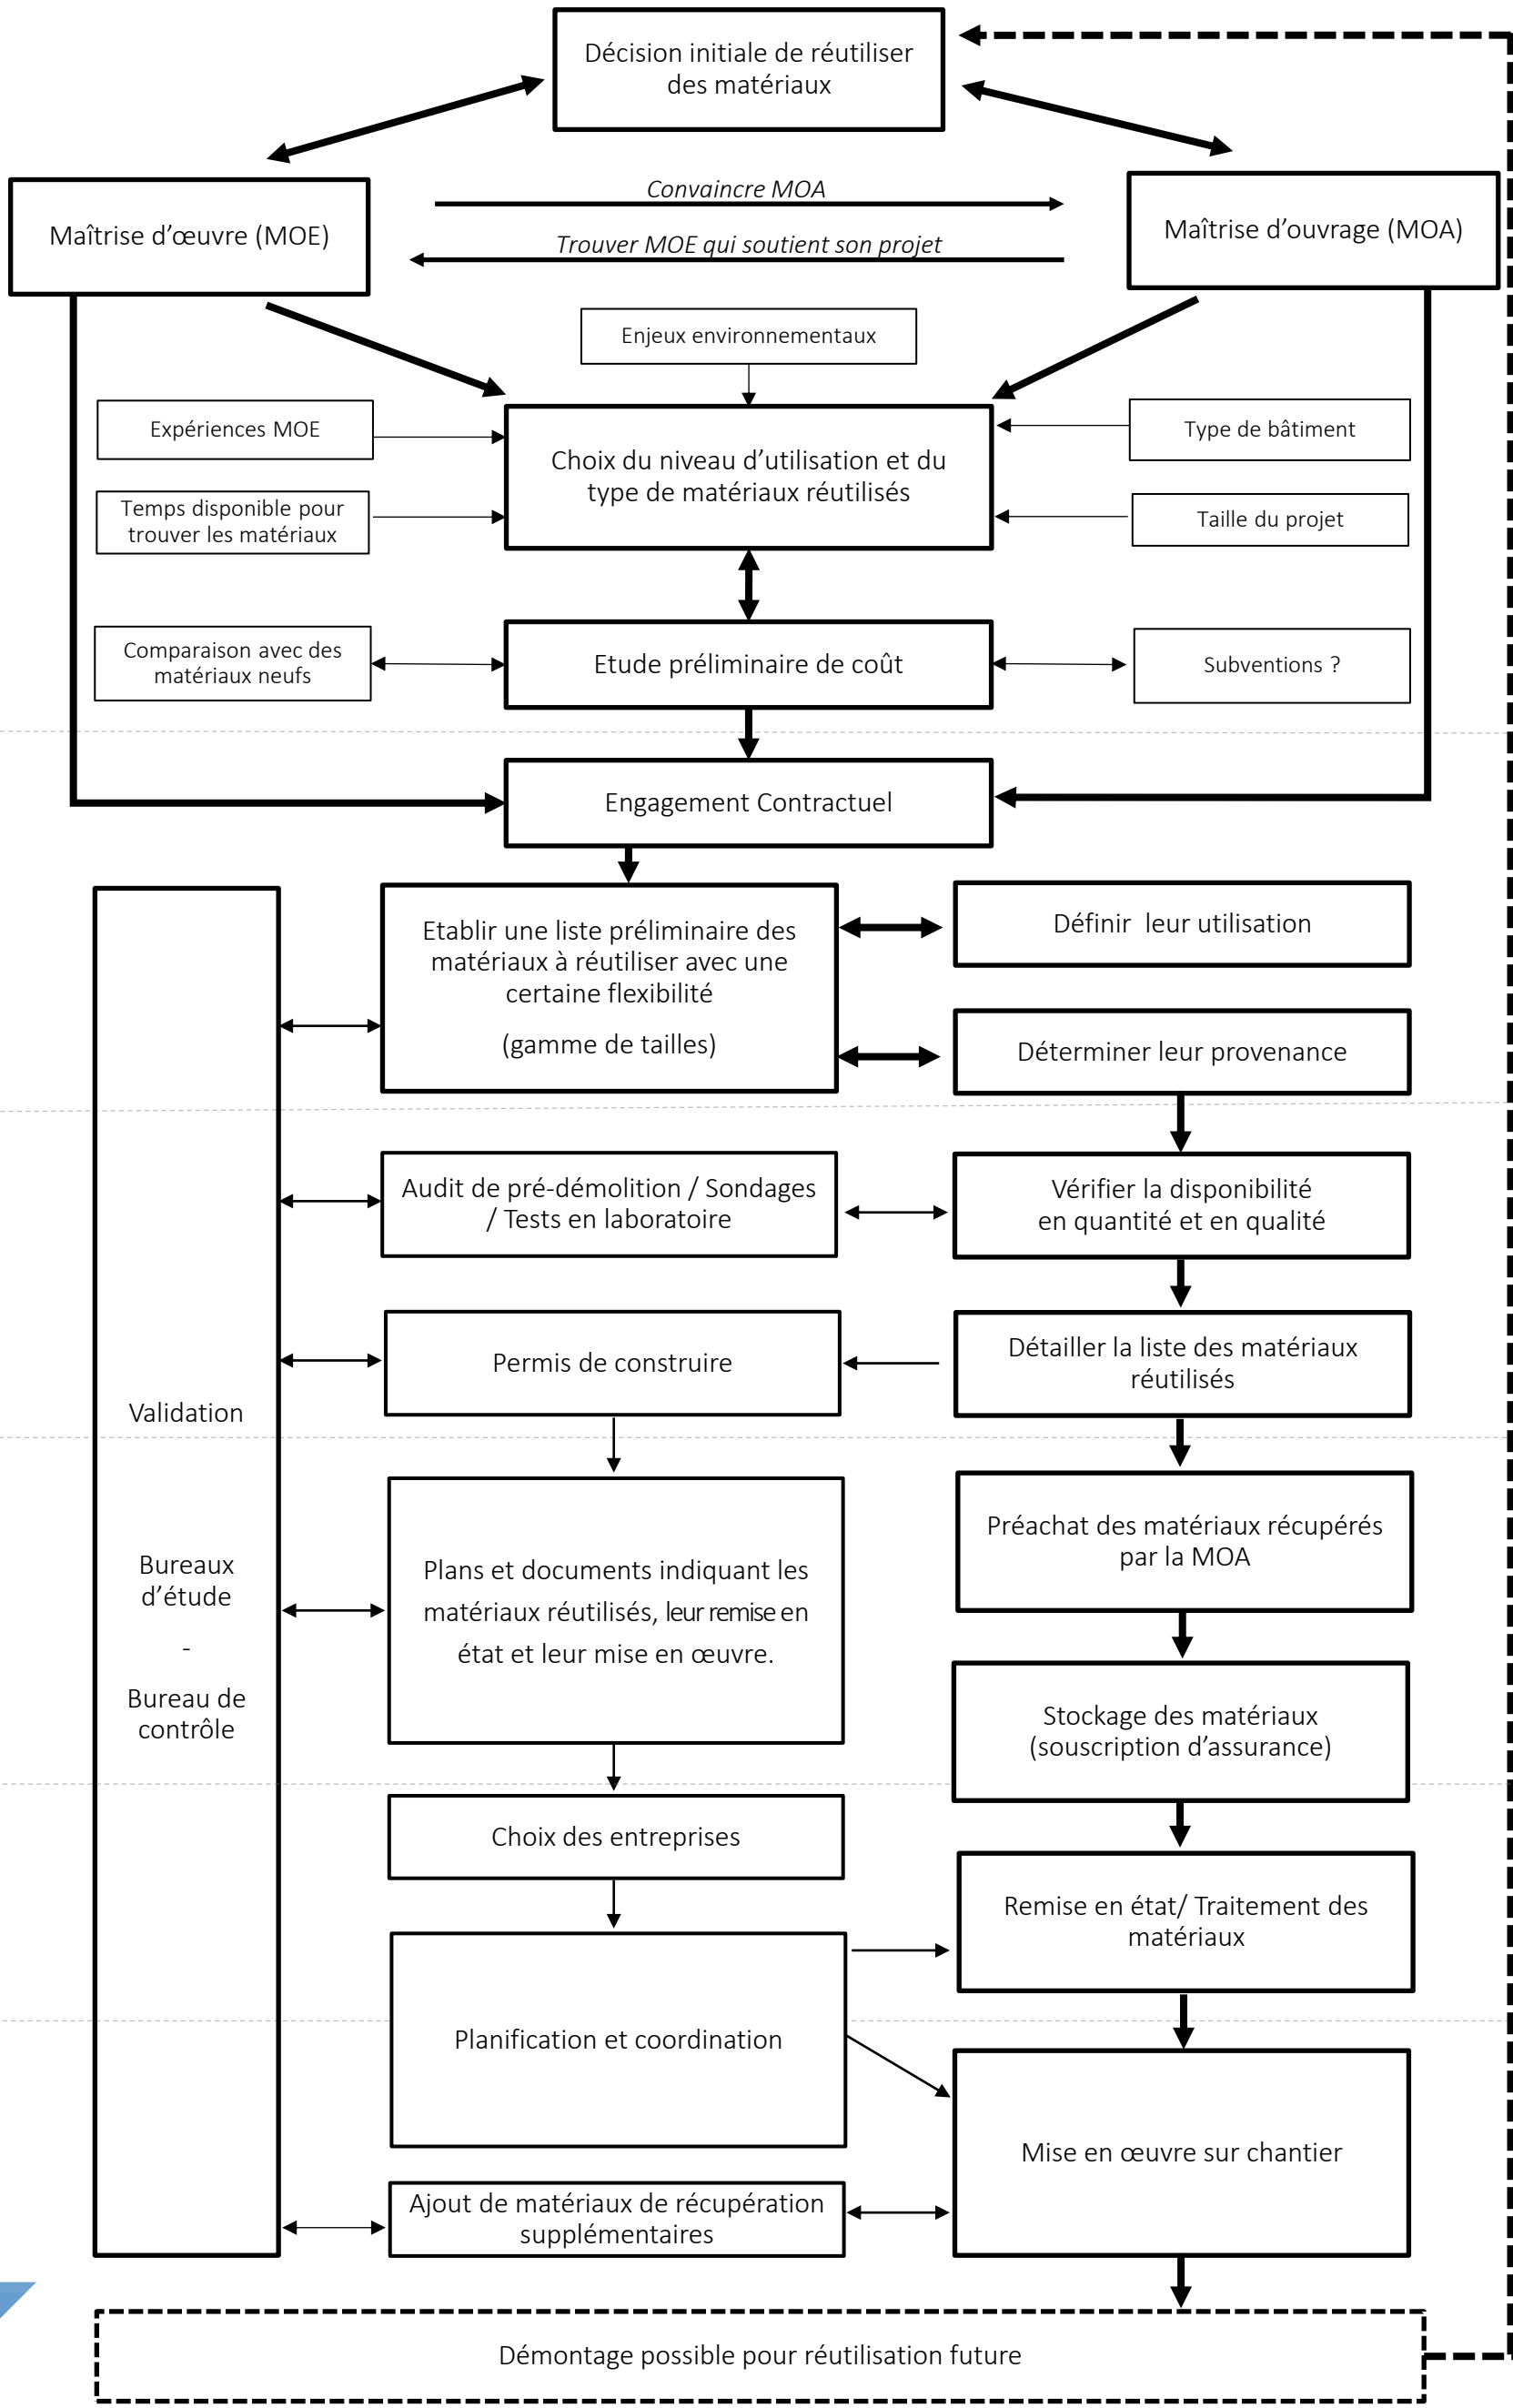 Décision initiale de réutiliser
des matériaux
Convaincre MOA
Maîtrise d'œuvre (MOE)
Maîtrise d'ouvrage (MOA)
Trouver MOE qui soutient son projet
Enjeux environnementaux
Expériences MOE
Type de bâtiment
Choix du niveau d'utilisation et du
type de matériaux réutilisés
Temps disponible pour
trouver les matériaux
Taille du projet
Comparaison avec des
matériaux neufs
Etude préliminaire de coût
Subventions ?
Engagement Contractuel
Etablir une liste préliminaire des
matériaux à réutiliser avec une
certaine flexibilité
(gamme de tailles)
Définir leur utilisation
Déterminer leur provenance
Audit de pré-démolition / Sondages
/ Tests en laboratoire
Vérifier la disponibilité
en quantité et en qualité
Permis de construire
Détailler la liste des matériaux
réutilisés
Validation
Bureaux
d'étude
-
Bureau de
contrôle
Plans et documents indiquant les
matériaux réutilisés, leur remise en
état et leur mise en œuvre.
Préachat des matériaux récupérés
par la MOA
Stockage des matériaux
(souscription d'assurance)
Choix des entreprises
Remise en état/ Traitement des
matériaux
Planification et coordination
Mise en œuvre sur chantier
Ajout de matériaux de récupération
supplémentaires
Démontage possible pour réutilisation future